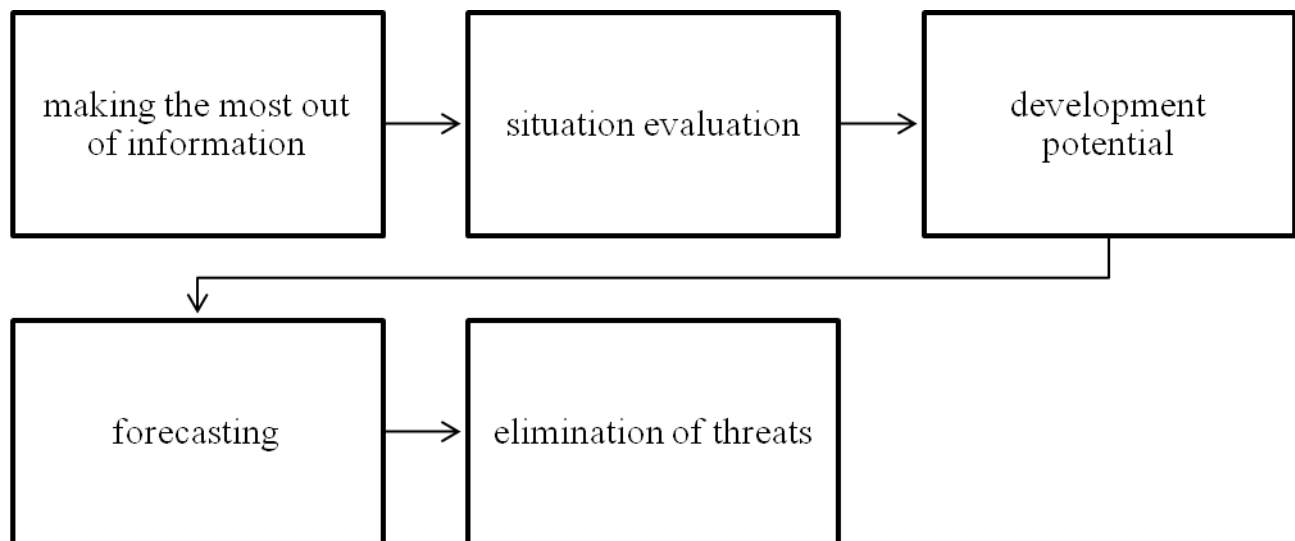 making the most out
of information
situation evaluation
development
potential
forecasting
elimination of threats